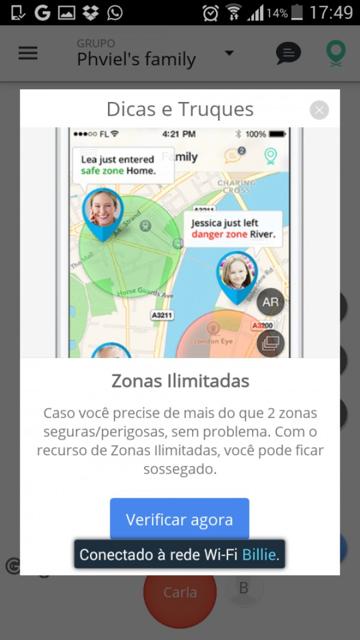 14% 17:49
GRUPO
Phviel's family
Dicas e Truques
FL 4:21 PM 100%
Family 2
Lea just entered
safe zone Home.
CHARING
CROSS
Jessica just left
danger zone River.
Horse Guards Ave
A3211
A3200
AR
London Eye
Zonas Ilimitadas
Caso você precise de mais do que 2 zonas
seguras/perigosas, sem problema. Com o
recurso de Zonas Ilimitadas, você pode ficar
sossegado.
Verificar agora
Conectado à rede Wi-Fi Billie.
Carla
B